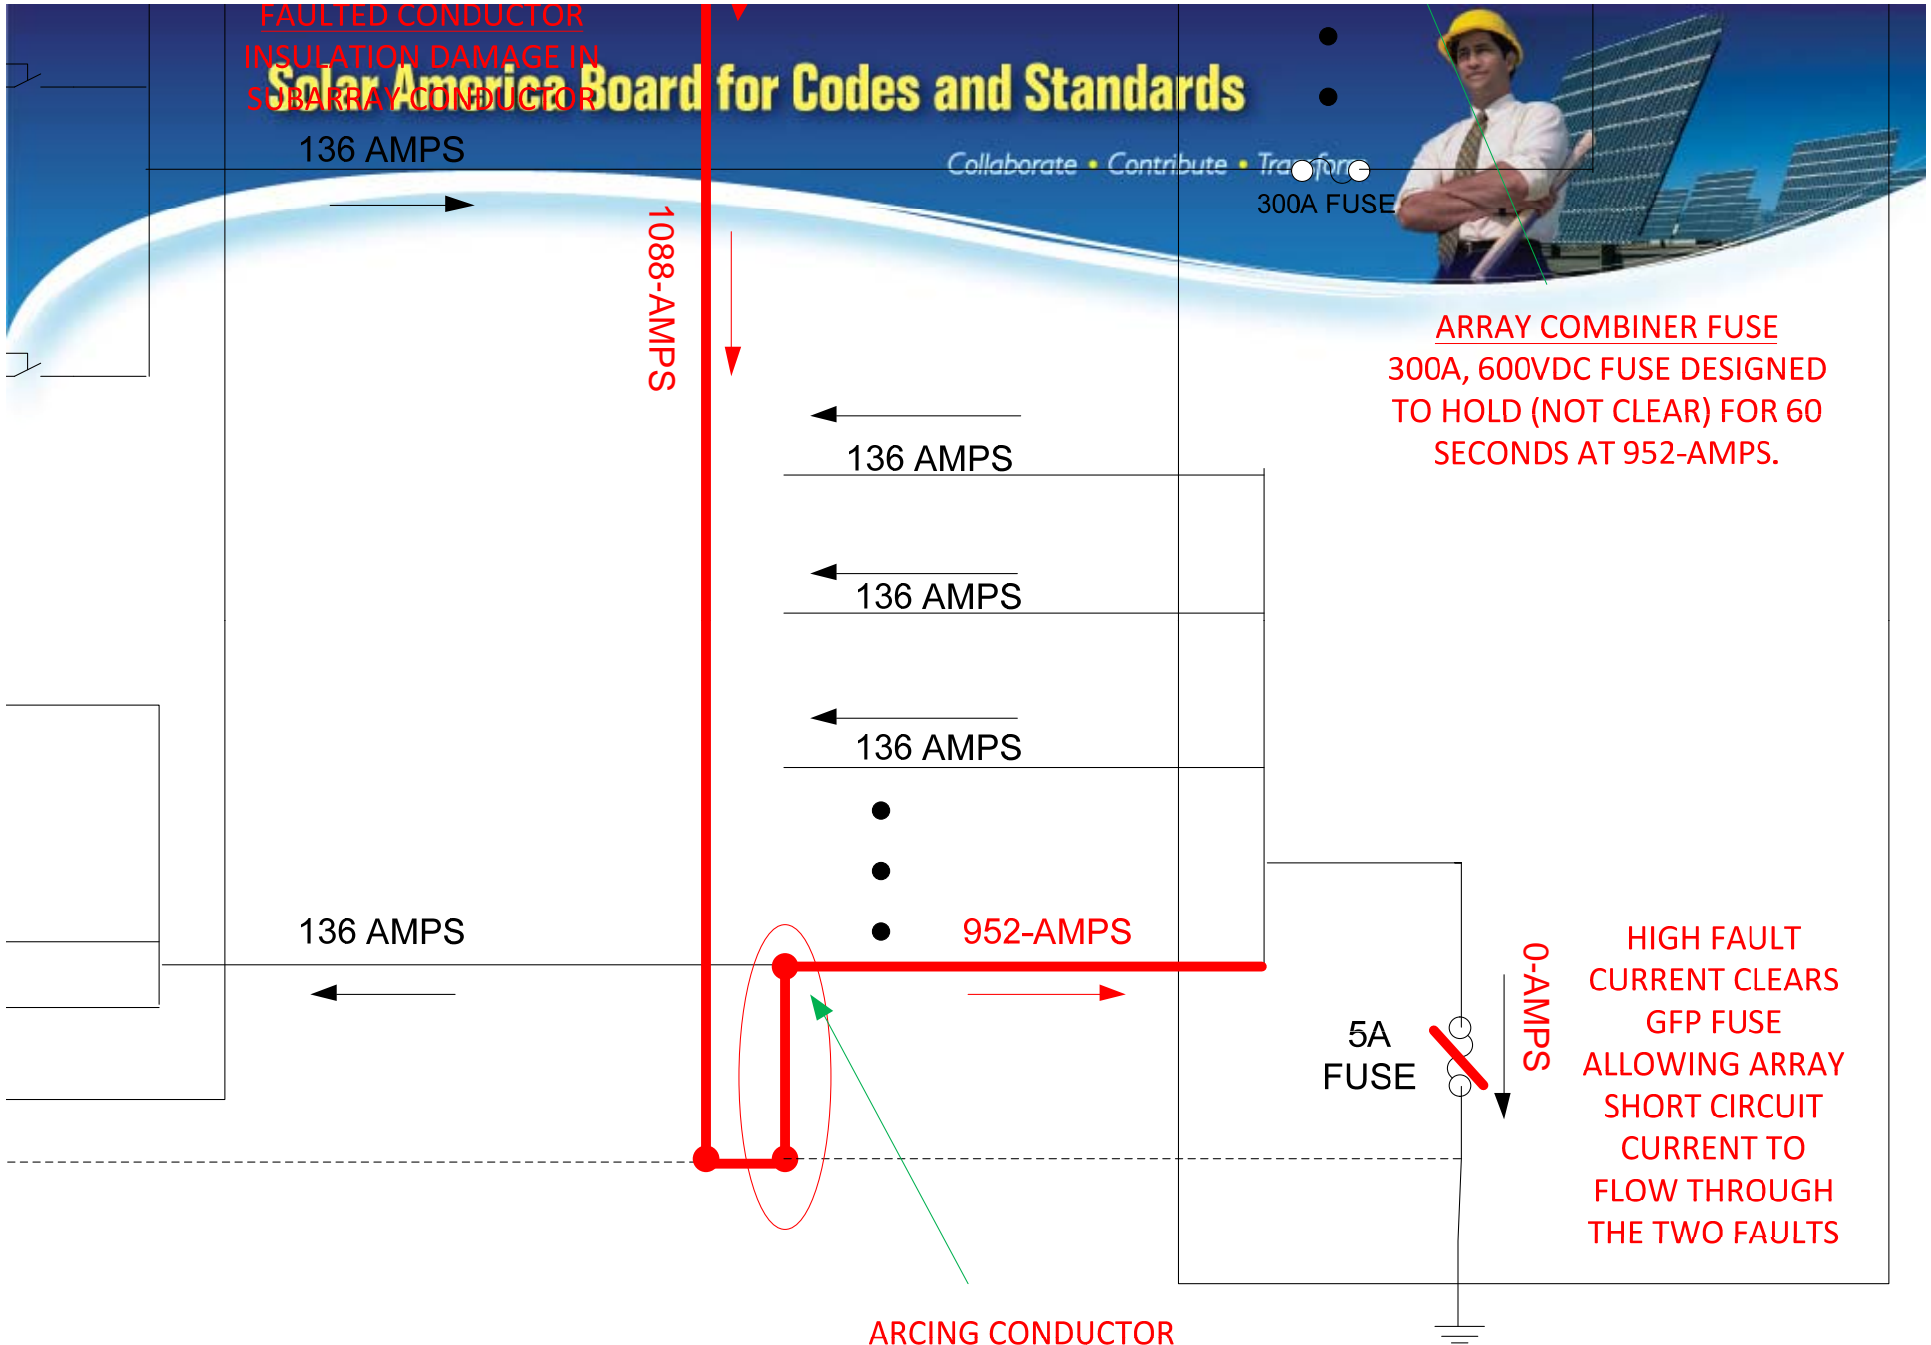 FAULTED CONDUCTOR
INSULATION DAMAGE IN
SUBARRAY CONDUCTOR
Solar America Board for Codes and Standards
Collaborate • Contribute • Transform
136 AMPS
300A FUSE
1088-AMPS
ARRAY COMBINER FUSE
300A, 600VDC FUSE DESIGNED
TO HOLD (NOT CLEAR) FOR 60
SECONDS AT 952-AMPS.
136 AMPS
136 AMPS
136 AMPS
136 AMPS
952-AMPS
5A
FUSE
0-AMPS
HIGH FAULT
CURRENT CLEARS
GFP FUSE
ALLOWING ARRAY
SHORT CIRCUIT
CURRENT TO
FLOW THROUGH
THE TWO FAULTS
ARCING CONDUCTOR